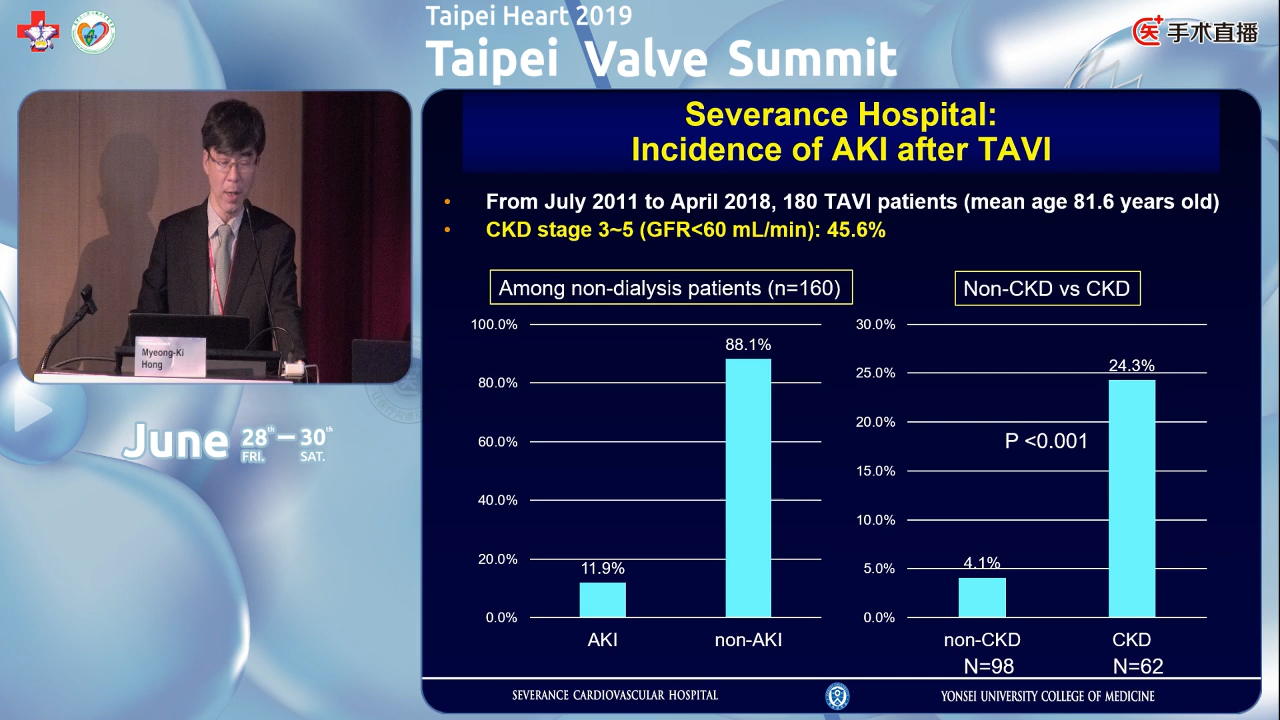 Taipei Heart 2019
Taipei Valve Summit
医 手术直播
Myeong-Ki
Hong
June 28th – 30th
FRI. SAT.
Severance Hospital:
Incidence of AKI after TAVI
• From July 2011 to April 2018, 180 TAVI patients (mean age 81.6 years old)
• CKD stage 3~5 (GFR<60 mL/min): 45.6%
Among non-dialysis patients (n=160)
100.0%
80.0%
60.0%
40.0%
20.0%
0.0%
11.9%
88.1%
AKI non-AKI
Non-CKD vs CKD
30.0%
25.0%
20.0%
15.0%
10.0%
5.0%
0.0%
4.1%
24.3%
P <0.001
non-CKD CKD
N=98 N=62
SEVERANCE CARDIOVASCULAR HOSPITAL
YONSEI UNIVERSITY COLLEGE OF MEDICINE